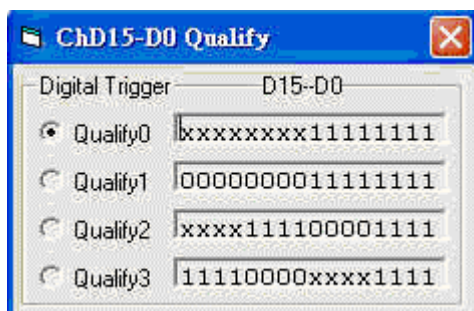 ChD15-D0 Qualify
Digital Trigger D15--D0
Qualify0 xxxxxxxx11111111
Qualify1 0000000011111111
Qualify2 xxxx111100001111
Qualify3 11110000xxxx1111